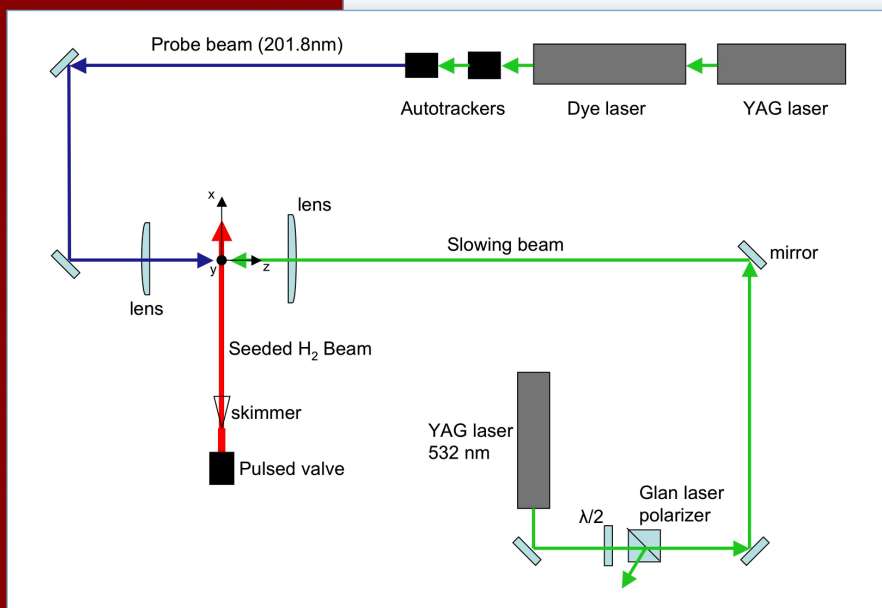 Probe beam (201.8nm)
Autotrackers
Dye laser
YAG laser
x
lens
Slowing beam
mirror
y
z
lens
Seeded H2 Beam
skimmer
YAG laser
532 nm
Pulsed valve
Glan laser
polarizer
λ/2